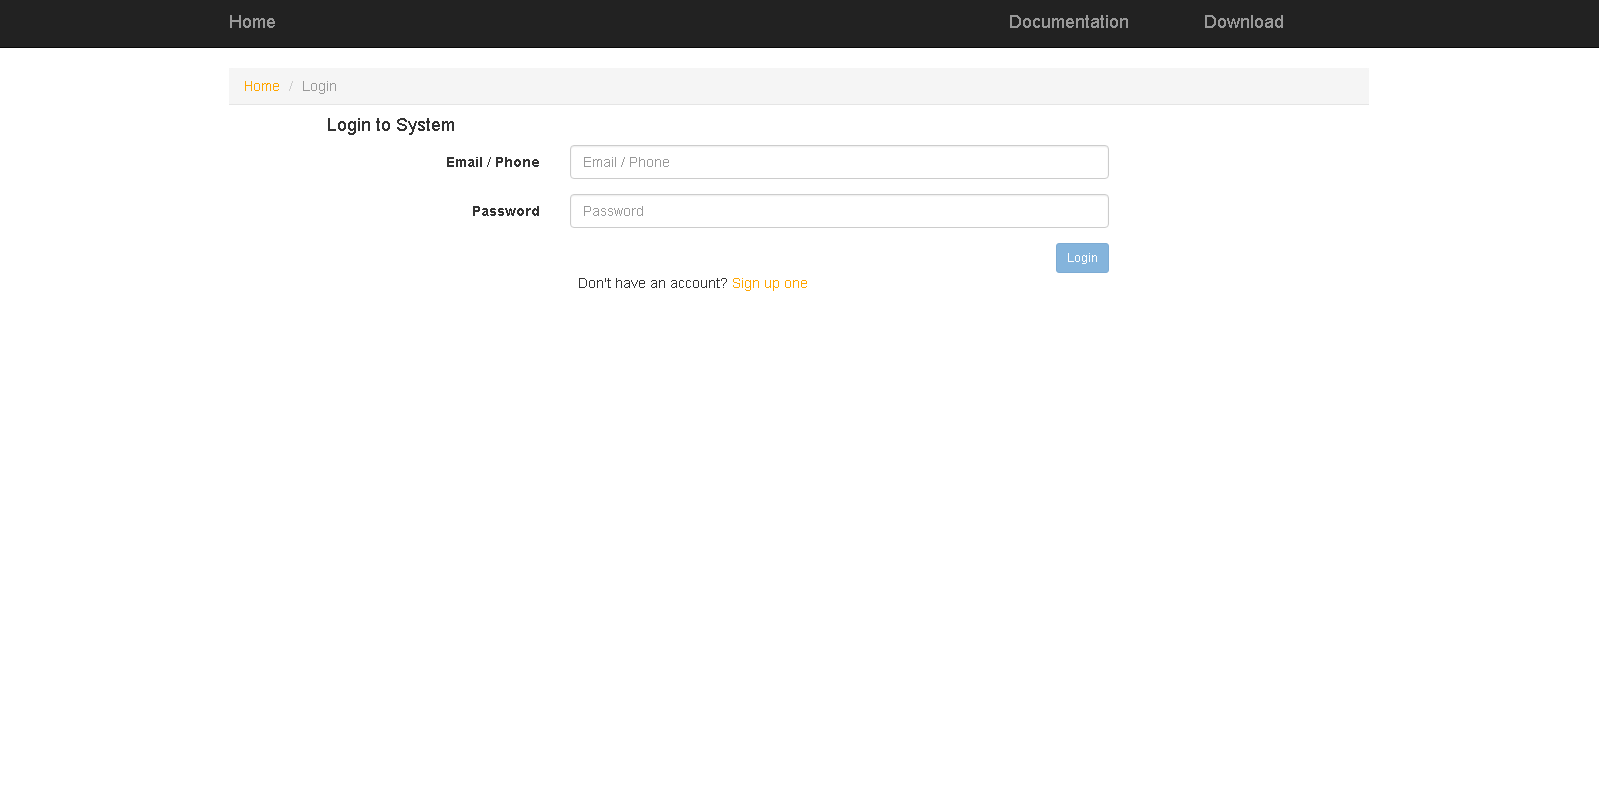 Home Documentation Download
Home / Login
Login to System
Email / Phone Email / Phone
Password Password
Login
Don't have an account? Sign up one